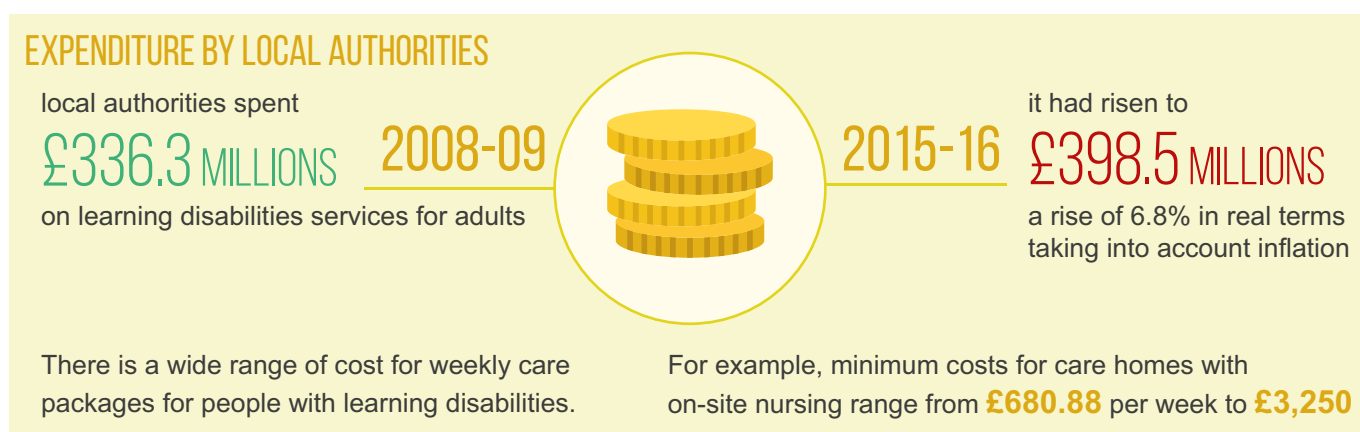 EXPENDITURE BY LOCAL AUTHORITIES
local authorities spent
£336.3 MILLIONS
on learning disabilities services for adults
2008-09
2015-16
it had risen to
£398.5 MILLIONS
a rise of 6.8% in real terms
taking into account inflation
There is a wide range of cost for weekly care
packages for people with learning disabilities.
For example, minimum costs for care homes with
on-site nursing range from £680.88 per week to £3,250